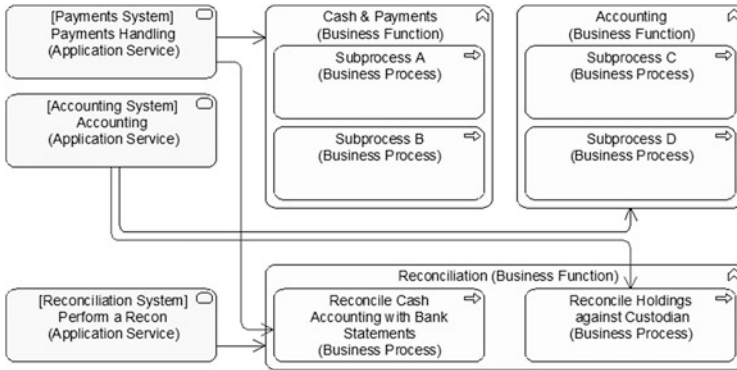 [Payments System]
Payments Handling
(Application Service)
Cash & Payments
(Business Function)
Subprocess A
(Business Process)
Subprocess B
(Business Process)
Accounting
(Business Function)
Subprocess C
(Business Process)
Subprocess D
(Business Process)
[Accounting System]
Accounting
(Application Service)
Reconciliation (Business Function)
[Reconciliation System]
Perform a Recon
(Application Service)
Reconcile Cash
Accounting with Bank
Statements
(Business Process)
Reconcile Holdings
against Custodian
(Business Process)